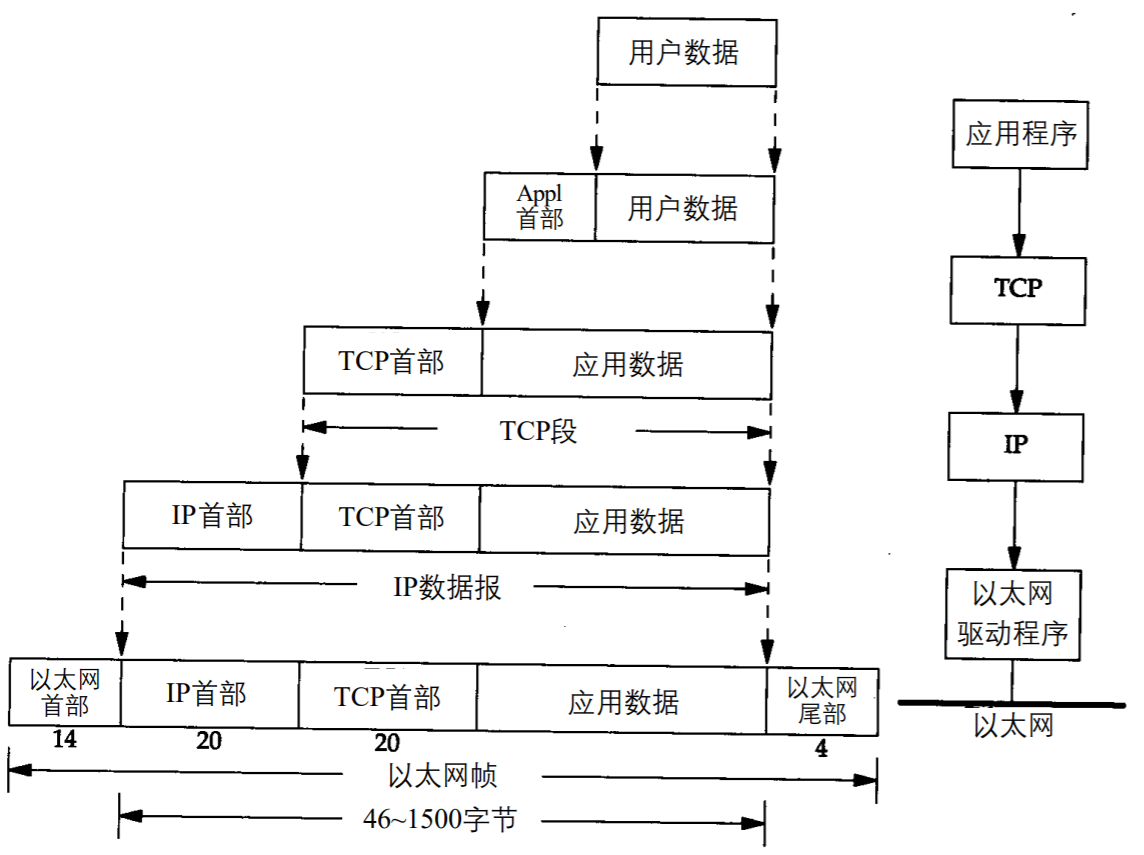 用户数据
应用程序
Appl
首部
用户数据
TCP
TCP首部
应用数据
TCP段
IP
IP首部
TCP首部
应用数据
IP数据报
以太网
驱动程序
以太网
首部
IP首部
TCP首部
应用数据
以太网
尾部
以太网
14
20
20
4
以太网帧
46~1500字节